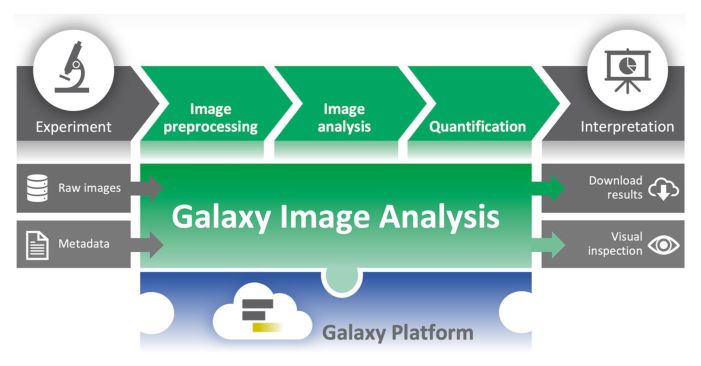 Experiment
Image
preprocessing
Image
analysis
Quantification
Interpretation
Raw images
Metadata
Galaxy Image Analysis
Download
results
Visual
inspection
Galaxy Platform